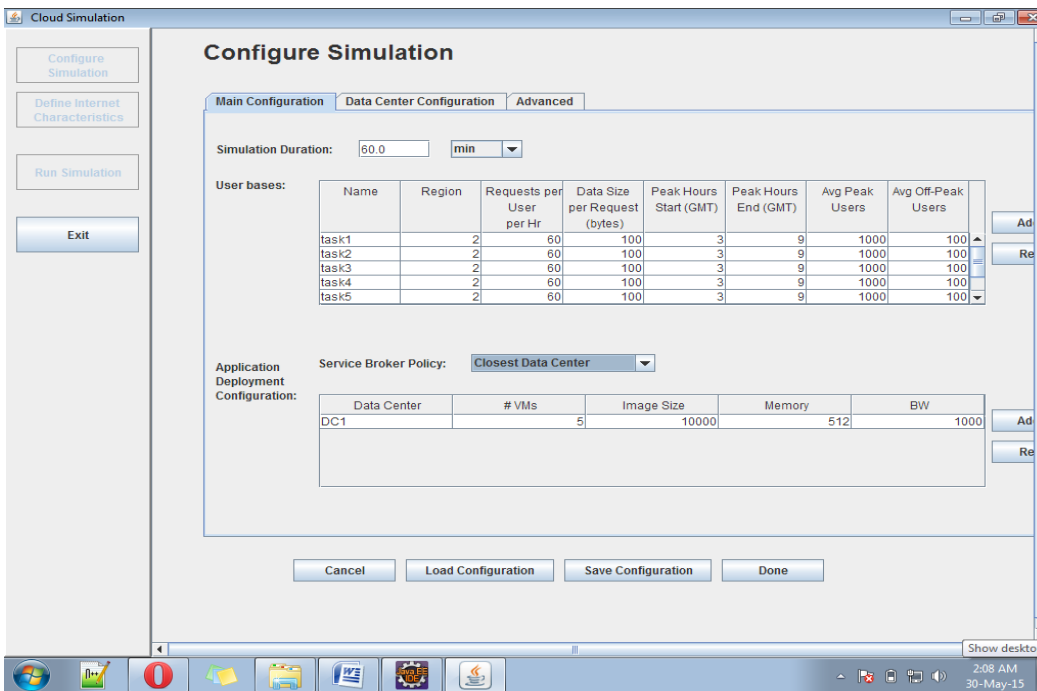 Cloud Simulation
Configure
Simulation
Define Internet
Characteristics
Run Simulation
Exit
Configure Simulation
Main Configuration Data Center Configuration Advanced
Simulation Duration: 60.0 min
User bases:
Name Region Requests per User per Hr Data Size per Request (bytes) Peak Hours Start (GMT) Peak Hours End (GMT) Avg Peak Users Avg Off-Peak Users
task1 2 60 100 3 9 1000 100
task2 2 60 100 3 9 1000 100
task3 2 60 100 3 9 1000 100
task4 2 60 100 3 9 1000 100
task5 2 60 100 3 9 1000 100
Ad
Re
Application
Deployment
Configuration:
Service Broker Policy: Closest Data Center
Data Center # VMs Image Size Memory BW
DC1 5 10000 512 1000
Ad
Re
Cancel Load Configuration Save Configuration Done
Show deskto
Java EE
IDE
2:08 AM
30-May-15